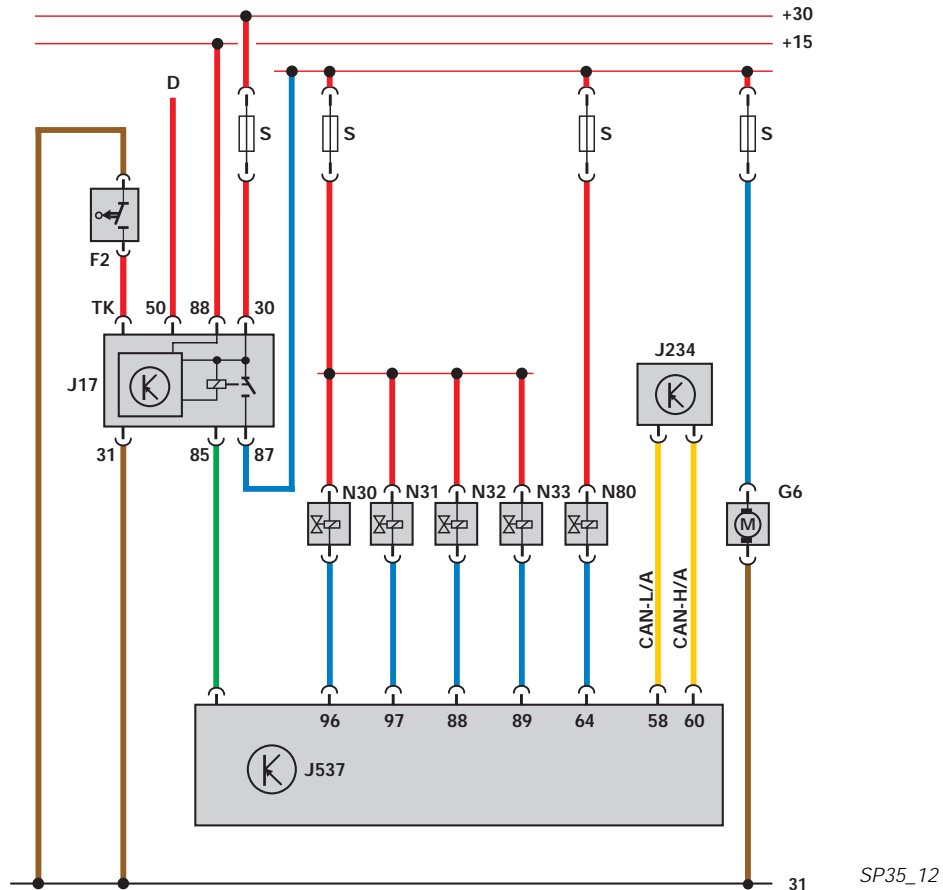 +30
+15
D
S S S S
F2
TK 50 88 30
J234
J17
31 85 87
N30 N31 N32 N33 N80 G6
M
CAN-L/A
CAN-H/A
96 97 88 89 64 58 60
J537
31
SP35_12